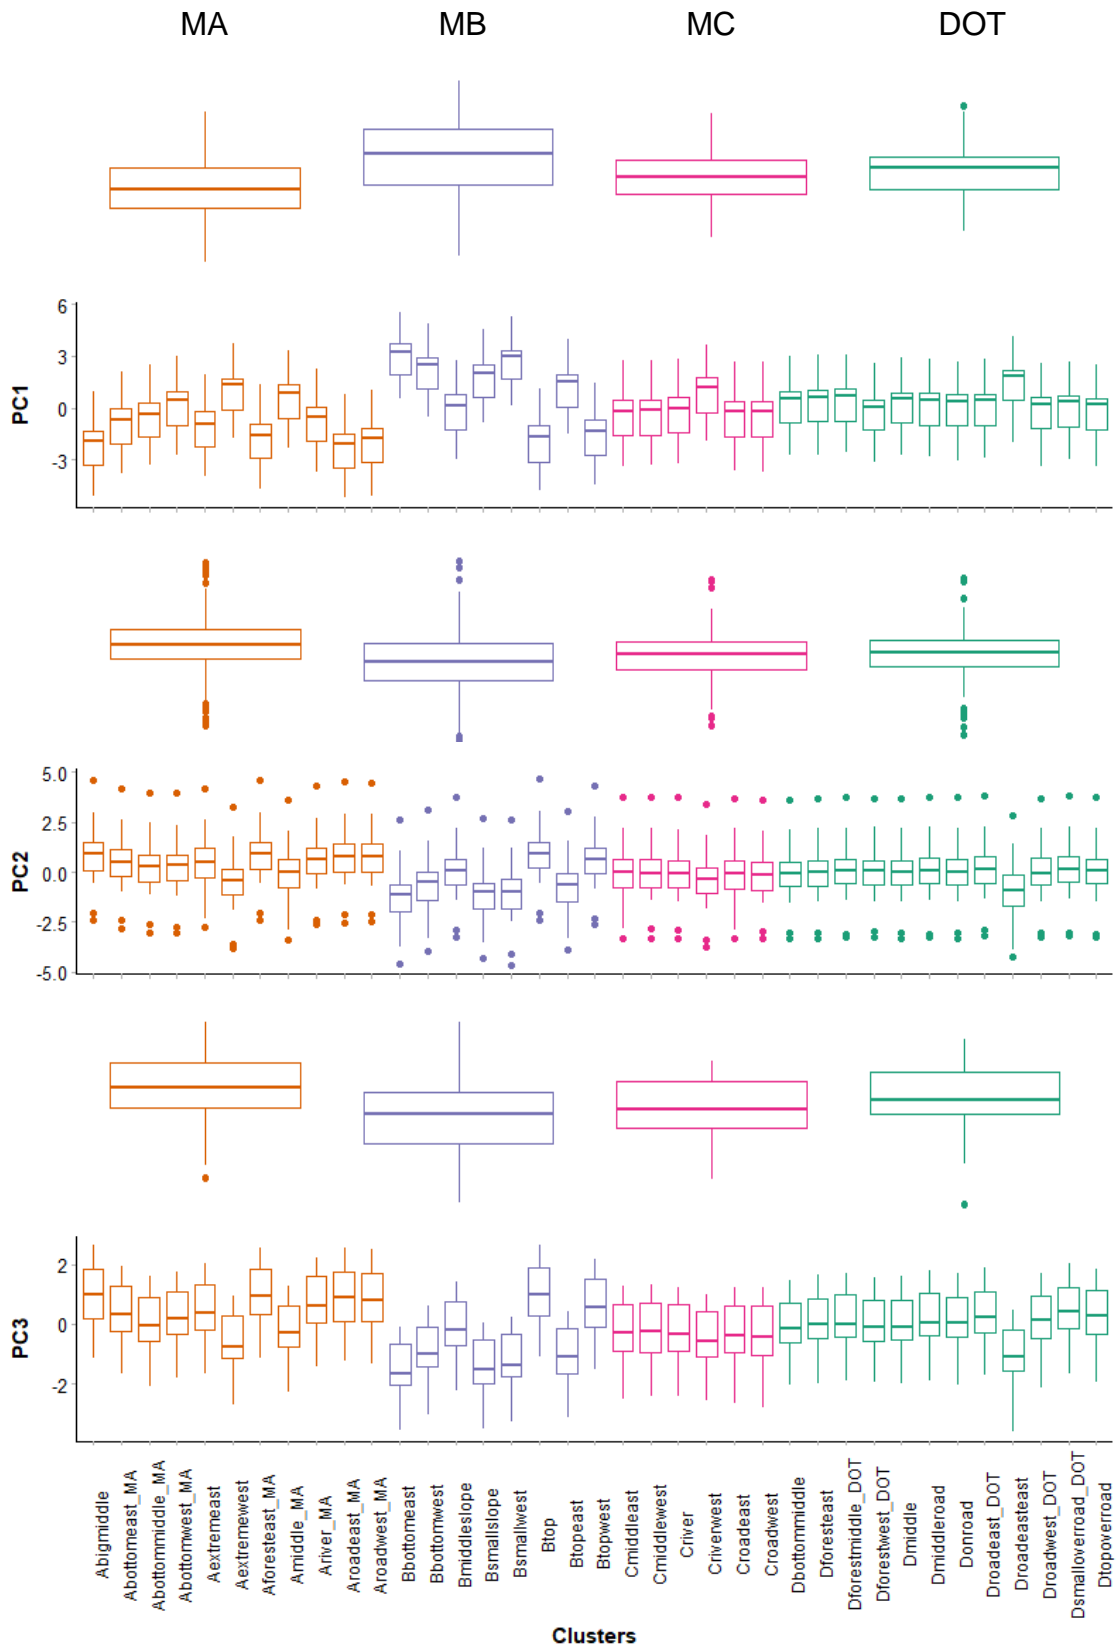 MA MB MC DOT
6
3
0
-3
PC1
5.0
2.5
0.0
-2.5
-5.0
PC2
2
0
-2
PC3
Abigmiddle
Abottomeast_MA
Abottommiddle_MA
Abottomwest_MA
Aextremeast
Aextremewest
Aforesteast_MA
Amiddle_MA
Ariver_MA
Aroadeast_MA
Aroadwest_MA
Bbottomeast
Bbottomwest
Bmiddleslope
Bsmallslope
Bsmallwest
Btop
Btopeast
Btopwest
Cmiddleeast
Cmiddlewest
Criver
Criverwest
Croadeast
Croadwest
Dbottommiddle
Dforesteast
Dforestmiddle_DOT
Dforestwest_DOT
Dmiddle
Dmiddleroad
Donroad
Droadeast_DOT
Droadeasteast
Droadwest_DOT
Dsmalloverroad_DOT
Dtopoverroad
Clusters